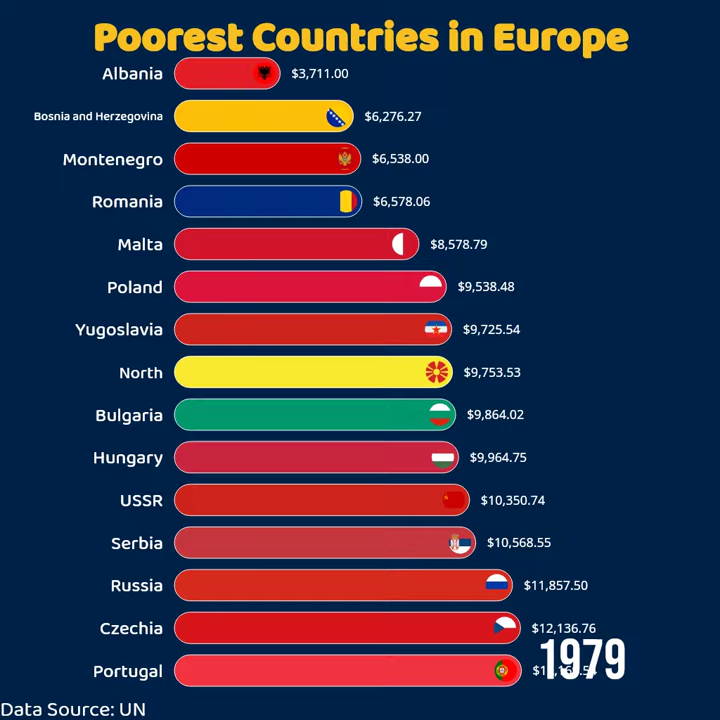 Poorest Countries in Europe
Albania $3,711.00
Bosnia and Herzegovina $6,276.27
Montenegro $6,538.00
Romania $6,578.06
Malta $8,578.79
Poland $9,538.48
Yugoslavia $9,725.54
North $9,753.53
Bulgaria $9,864.02
Hungary $9,964.75
USSR $10,350.74
Serbia $10,568.55
Russia $11,857.50
Czechia $12,136.76
Portugal
1979
Data Source: UN